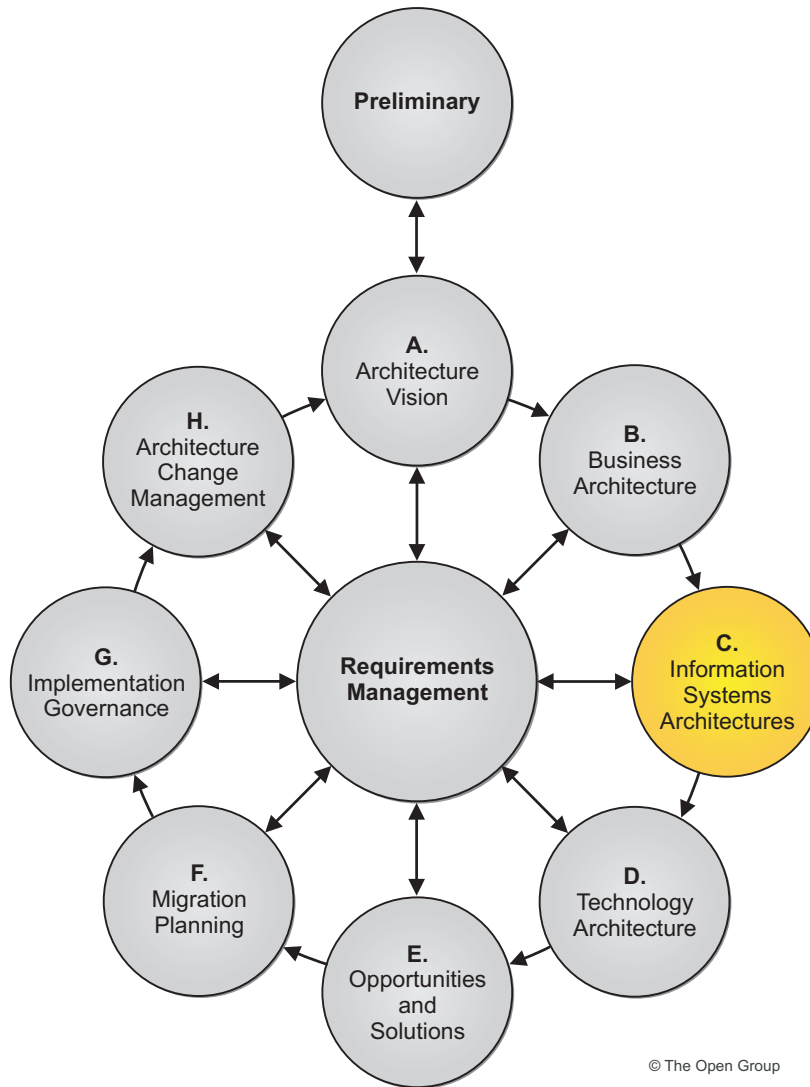 Preliminary
A.
Architecture
Vision
B.
Business
Architecture
H.
Architecture
Change
Management
C.
Information
Systems
Architectures
Requirements
Management
G.
Implementation
Governance
D.
Technology
Architecture
F.
Migration
Planning
E.
Opportunities
and
Solutions
© The Open Group